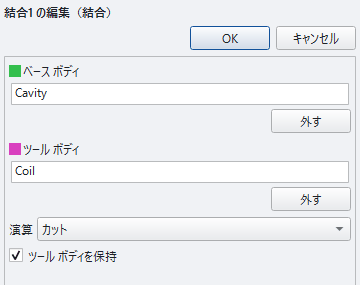 結合1の編集（結合）
OK
キャンセル
ベース ボディ
Cavity
外す
ツール ボディ
Coil
外す
演算 カット
ツール ボディを保持